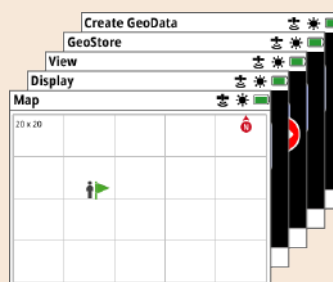 Create GeoData
GeoStore
View
Display
Map
20 x 20
N